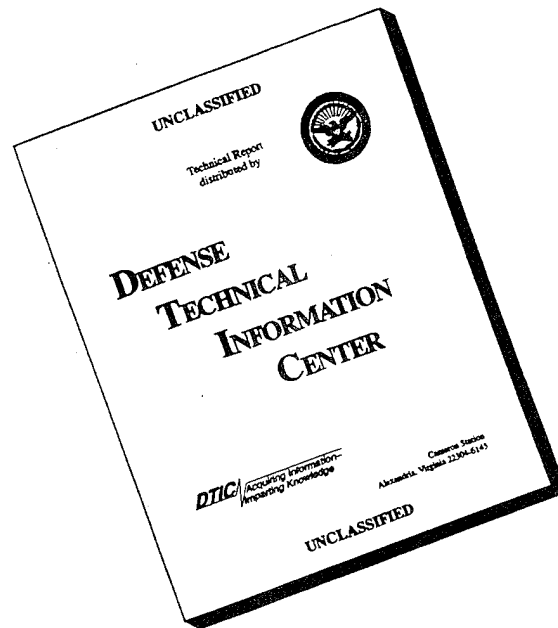 UNCLASSIFIED
Technical Report
distributed by
DEFENSE
TECHNICAL
INFORMATION
CENTER
DTIC Acquiring Information–
Imparting Knowledge
Cameron Station
Alexandria, Virginia 22304-6145
UNCLASSIFIED